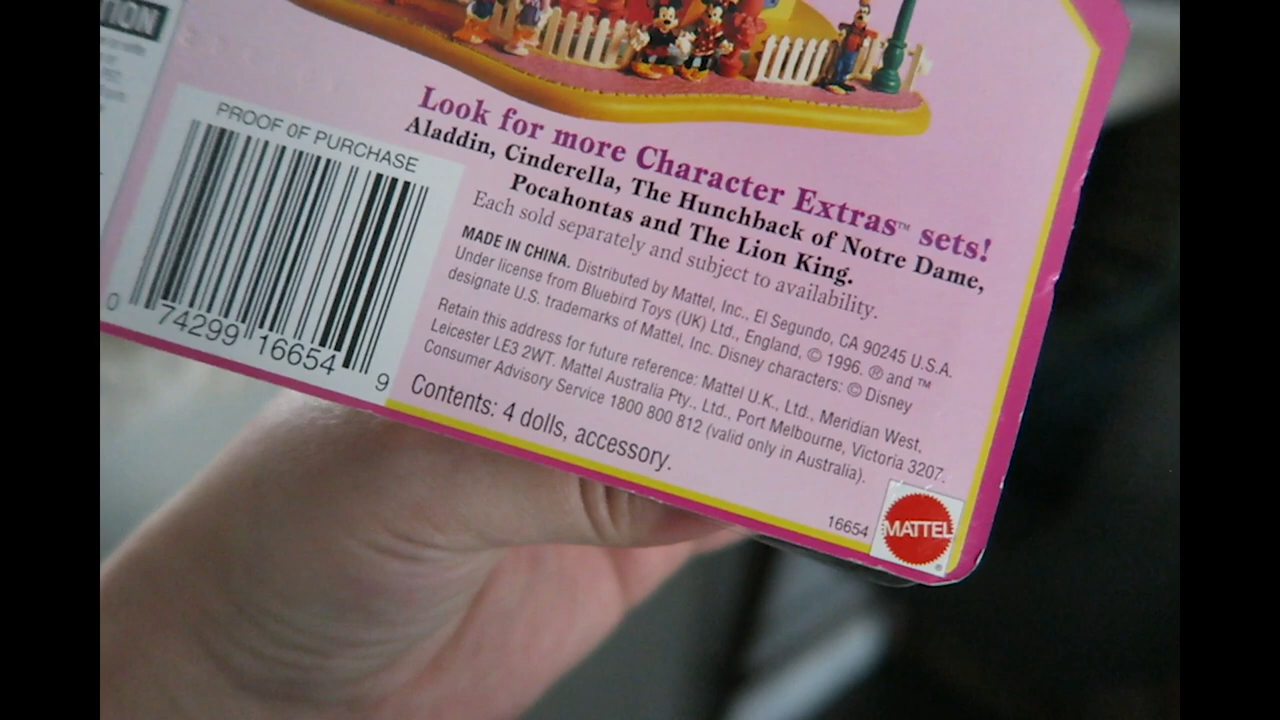 PROOF OF PURCHASE
0 74299 16654 9
Look for more Character Extras™ sets!
Aladdin, Cinderella, The Hunchback of Notre Dame,
Pocahontas and The Lion King.
Each sold separately and subject to availability.
MADE IN CHINA. Distributed by Mattel, Inc., El Segundo, CA 90245 U.S.A.
Under license from Bluebird Toys (UK) Ltd., England, © 1996. ® and ™
designate U.S. trademarks of Mattel, Inc. Disney characters: © Disney
Retain this address for future reference: Mattel U.K., Ltd., Meridian West,
Leicester LE3 2WT. Mattel Australia Pty., Ltd., Port Melbourne, Victoria 3207.
Consumer Advisory Service 1800 800 812 (valid only in Australia).
Contents: 4 dolls, accessory.
16654
MATTEL
®